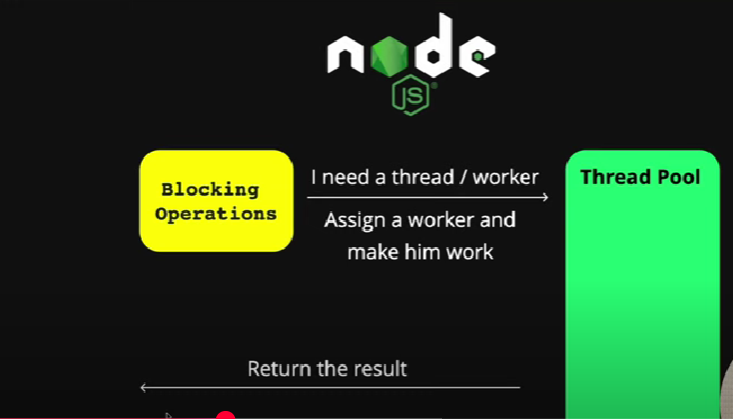 node
JS
Blocking
Operations
I need a thread / worker
Assign a worker and
make him work
Thread Pool
Return the result